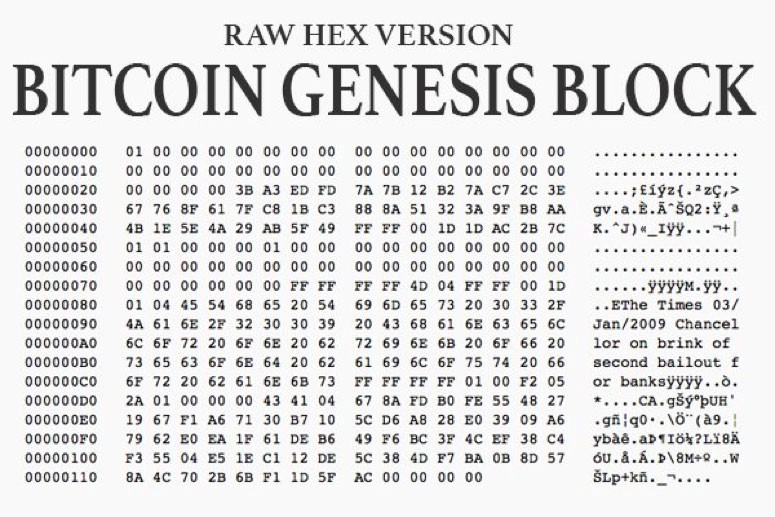 RAW HEX VERSION
BITCOIN GENESIS BLOCK
00000000 01 00 00 00 00 00 00 00 00 00 00 00 00 00 00 00 ................
00000010 00 00 00 00 00 00 00 00 00 00 00 00 00 00 00 00 ................
00000020 00 00 00 00 3B A3 ED FD 7A 7B 12 B2 7A C7 2C 3E ....;£íýz{.²zÇ,>
00000030 67 76 8F 61 7F C8 1B C3 88 8A 51 32 3A 9F B8 AA gv.a.È.ÃˆŠQ2:Ÿ¸ª
00000040 4B 1E 5E 4A 29 AB 5F 49 FF FF 00 1D 1D AC 2B 7C K.^J)«_Iÿÿ...¬+|
00000050 01 01 00 00 00 01 00 00 00 00 00 00 00 00 00 00 ................
00000060 00 00 00 00 00 00 00 00 00 00 00 00 00 00 00 00 ................
00000070 00 00 00 00 00 00 FF FF FF FF 4D 04 FF FF 00 1D ......ÿÿÿÿM.ÿÿ..
00000080 01 04 45 54 68 65 20 54 69 6D 65 73 20 30 33 2F ..EThe Times 03/
00000090 4A 61 6E 2F 32 30 30 39 20 43 68 61 6E 63 65 6C Jan/2009 Chancel
000000A0 6C 6F 72 20 6F 6E 20 62 72 69 6E 6B 20 6F 66 20 lor on brink of
000000B0 73 65 63 6F 6E 64 20 62 61 69 6C 6F 75 74 20 66 second bailout f
000000C0 6F 72 20 62 61 6E 6B 73 FF FF FF FF 01 00 F2 05 or banksÿÿÿÿ..ò.
000000D0 2A 01 00 00 00 43 41 04 67 8A FD B0 FE 55 48 27 *....CA.gŠý°þUH'
000000E0 19 67 F1 A6 71 30 B7 10 5C D6 A8 28 E0 39 09 A6 .gñ¦q0·.\Ö¨(à9.¦
000000F0 79 62 E0 EA 1F 61 DE B6 49 F6 BC 3F 4C EF 38 C4 ybàê.aÞ¶Iö¼?Lï8Ä
00000100 F3 55 04 E5 1E C1 12 DE 5C 38 4D F7 BA 0B 8D 57 óU.å.Á.Þ\8M÷º..W
00000110 8A 4C 70 2B 6B F1 1D 5F AC 00 00 00 00 ŠLp+kñ._¬....